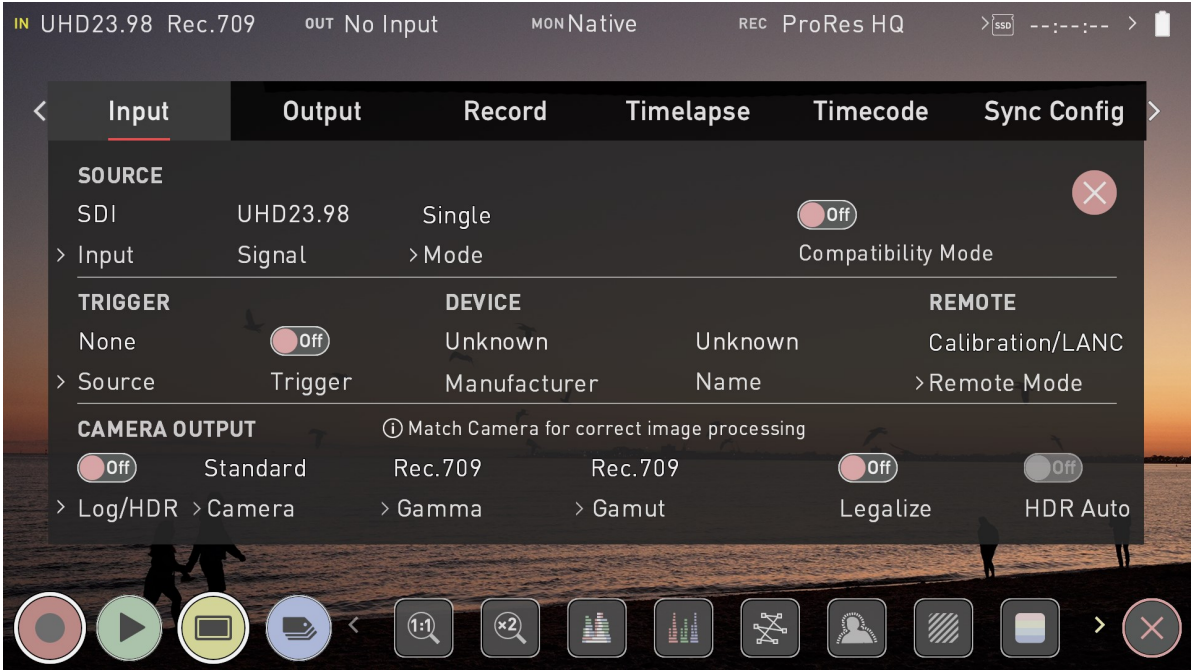 IN UHD23.98 Rec.709 OUT No Input MON Native REC ProRes HQ > SSD --:--:-- >
< Input Output Record Timelapse Timecode Sync Config >
SOURCE
SDI UHD23.98 Single Off
> Input Signal > Mode Compatibility Mode
TRIGGER DEVICE REMOTE
None Off Unknown Unknown Calibration/LANC
> Source Trigger Manufacturer Name > Remote Mode
CAMERA OUTPUT ⓘ Match Camera for correct image processing
Off Standard Rec.709 Rec.709 Off Off
> Log/HDR > Camera > Gamma > Gamut Legalize HDR Auto
< 1:1 x2 >